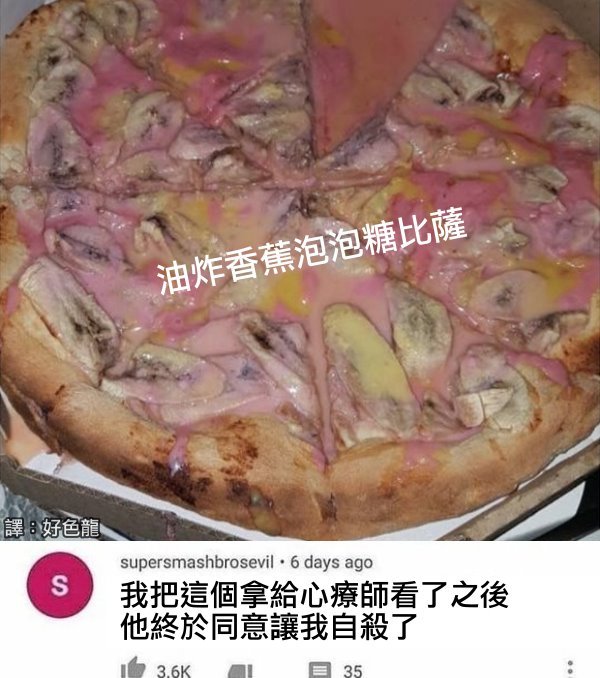 油炸香蕉泡泡糖比薩
譯：好色龍
S
supersmashbrosevil • 6 days ago
我把這個拿給心療師看了之後
他終於同意讓我自殺了
3.6K 35